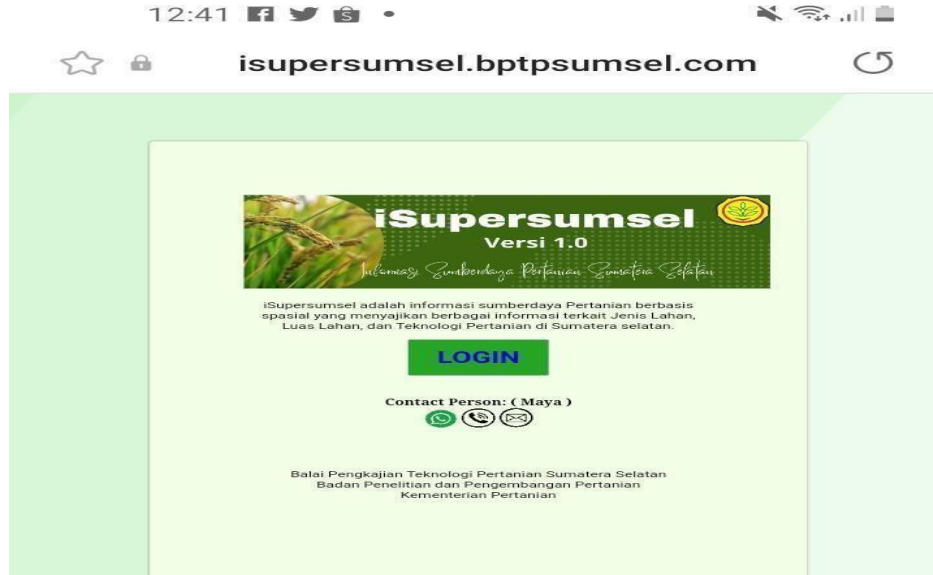 12:41
isupersumsel.bptpsumsel.com
iSupersumsel
Versi 1.0
Informasi Sumberdaya Pertanian Sumatera Selatan
iSupersumsel adalah informasi sumberdaya Pertanian berbasis
spasial yang menyajikan berbagai informasi terkait Jenis Lahan,
Luas Lahan, dan Teknologi Pertanian di Sumatera selatan.
LOGIN
Contact Person: ( Maya )
Balai Pengkajian Teknologi Pertanian Sumatera Selatan
Badan Penelitian dan Pengembangan Pertanian
Kementerian Pertanian